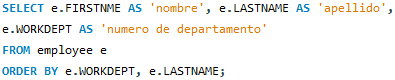 SELECT e.FIRSTNME AS 'nombre', e.LASTNAME AS 'apellido',
e.WORKDEPT AS 'numero de departamento'
FROM employee e
ORDER BY e.WORKDEPT, e.LASTNAME;